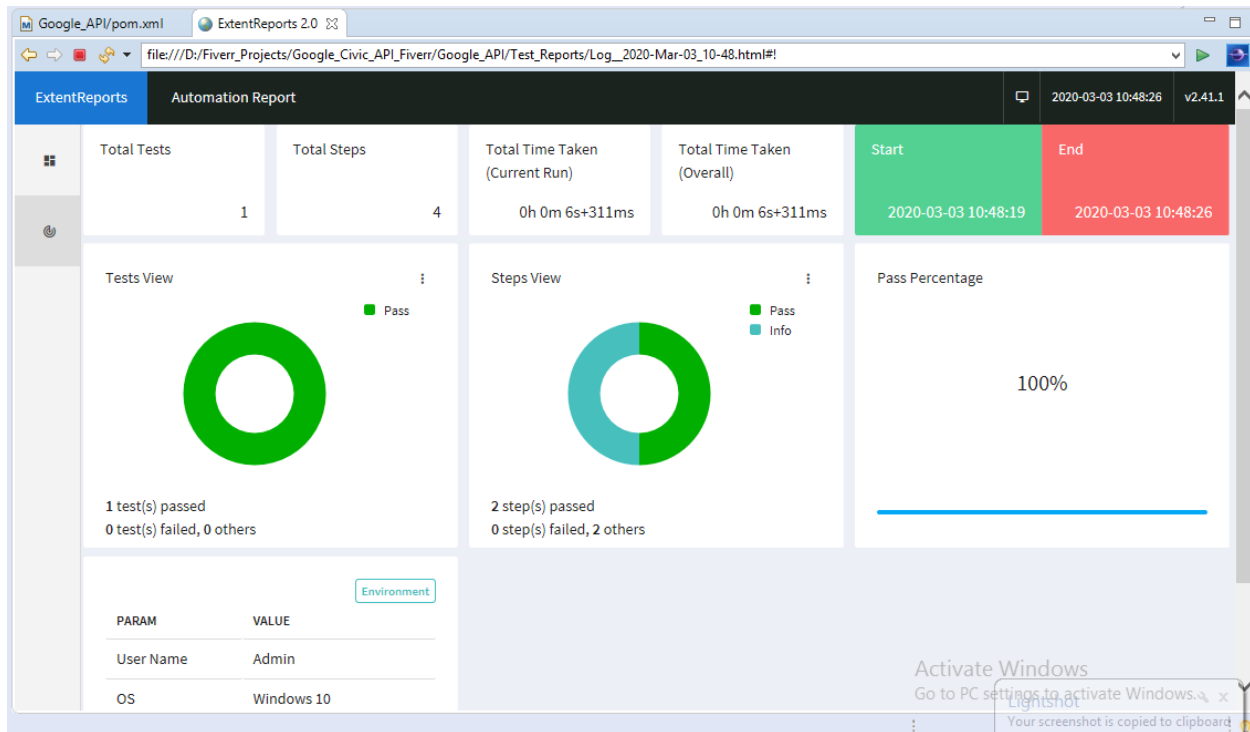 Google_API/pom.xml
ExtentReports 2.0
file:///D:/Fiverr_Projects/Google_Civic_API_Fiverr/Google_API/Test_Reports/Log__2020-Mar-03_10-48.html#!
ExtentReports
Automation Report
2020-03-03 10:48:26
v2.41.1
Total Tests
1
Total Steps
4
Total Time Taken
(Current Run)
0h 0m 6s+311ms
Total Time Taken
(Overall)
0h 0m 6s+311ms
Start
2020-03-03 10:48:19
End
2020-03-03 10:48:26
Tests View
Pass
1 test(s) passed
0 test(s) failed, 0 others
Steps View
Pass
Info
2 step(s) passed
0 step(s) failed, 2 others
Pass Percentage
100%
Environment
PARAM VALUE
User Name Admin
OS Windows 10
Activate Windows
Go to PC settings to activate Windows.
Lightshot
Your screenshot is copied to clipboard